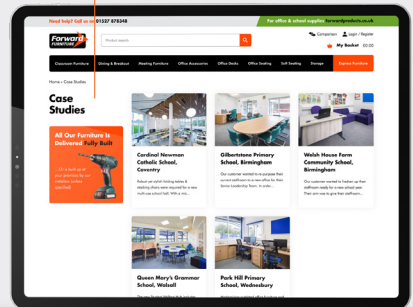 Need help? Call us on 01527 878348
For office & school supplies forwardproducts.co.uk
Forward
FURNITURE
Product search
Comparison
Login / Register
My Basket £0.00
Classroom Furniture
Dining & Breakout
Meeting Furniture
Office Accessories
Office Desks
Office Seating
Soft Seating
Storage
Express Furniture
Home » Case Studies
Case
Studies
All Our Furniture Is
Delivered Fully Built
Cardinal Newman
Catholic School,
Coventry
Gibertstone Primary
School, Birmingham
Welsh House Farm
Community School,
Birmingham
Queen Mary's Grammar
School, Walsall
Park Hill Primary
School, Wednesbury